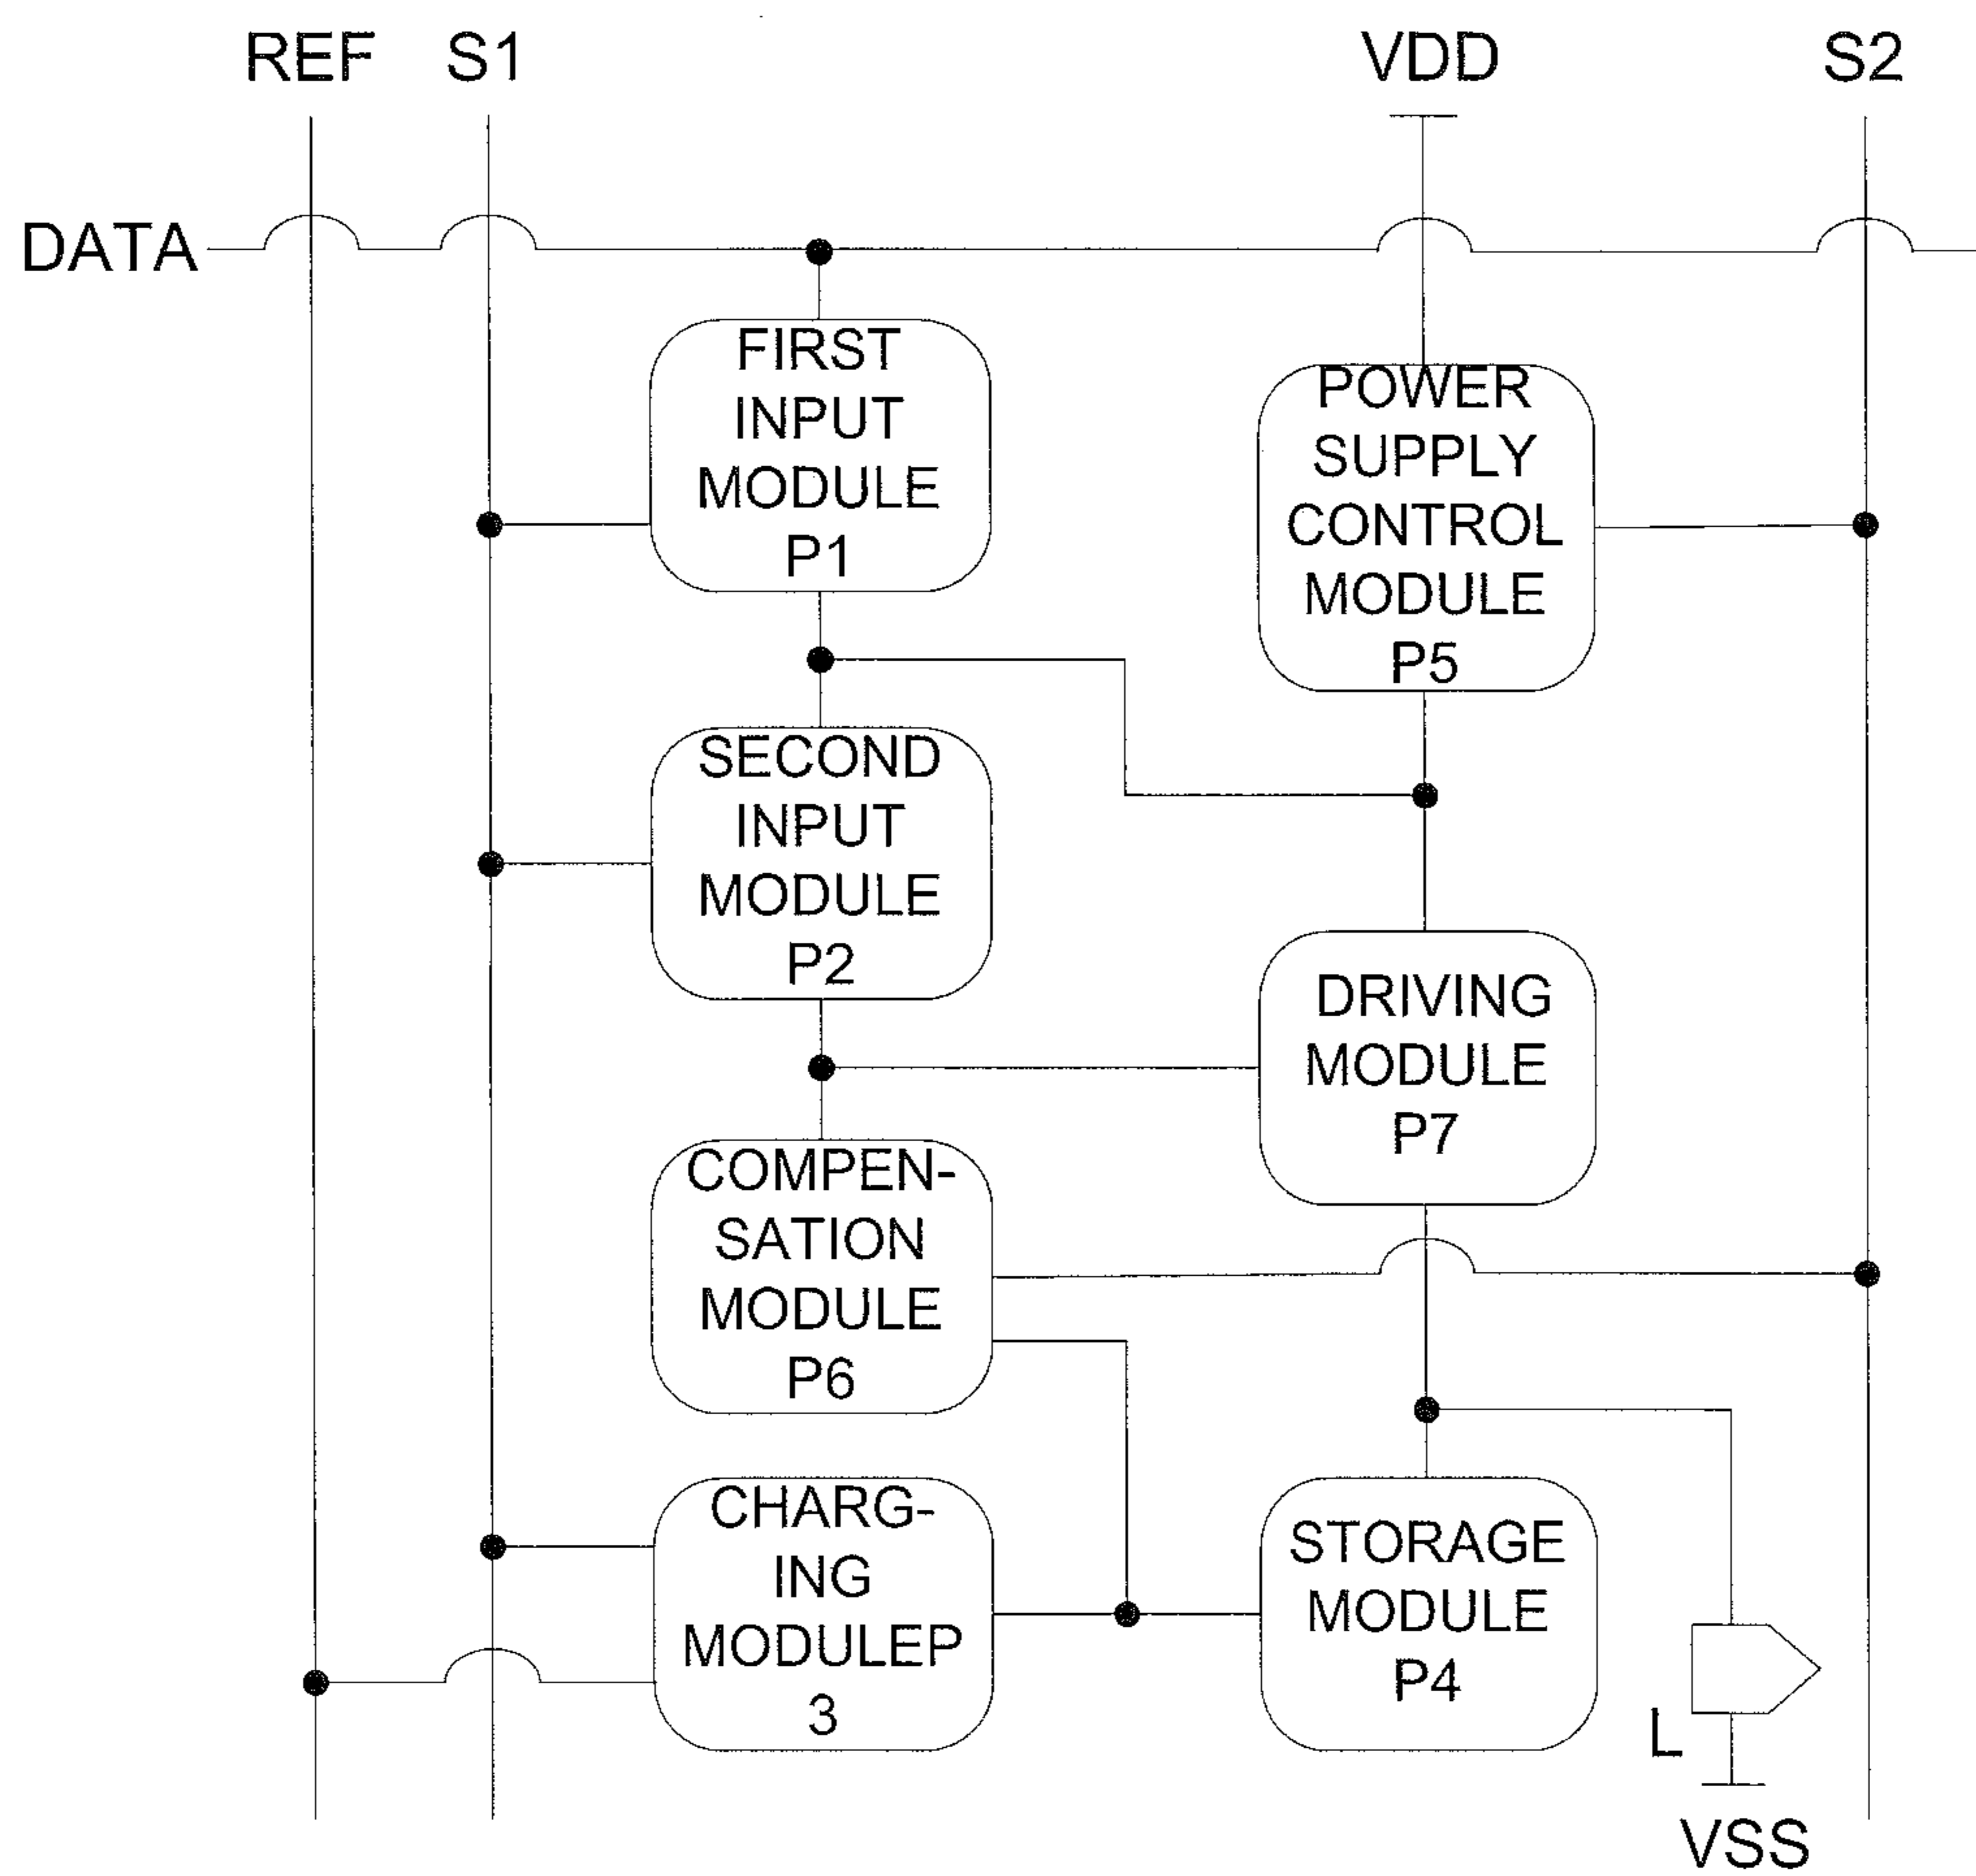 REF
S1
VDD
S2
DATA
FIRST
INPUT
MODULE
P1
POWER
SUPPLY
CONTROL
MODULE
P5
SECOND
INPUT
MODULE
P2
DRIVING
MODULE
P7
COMPEN-
SATION
MODULE
P6
CHARG-
ING
MODULEP
3
STORAGE
MODULE
P4
L
VSS